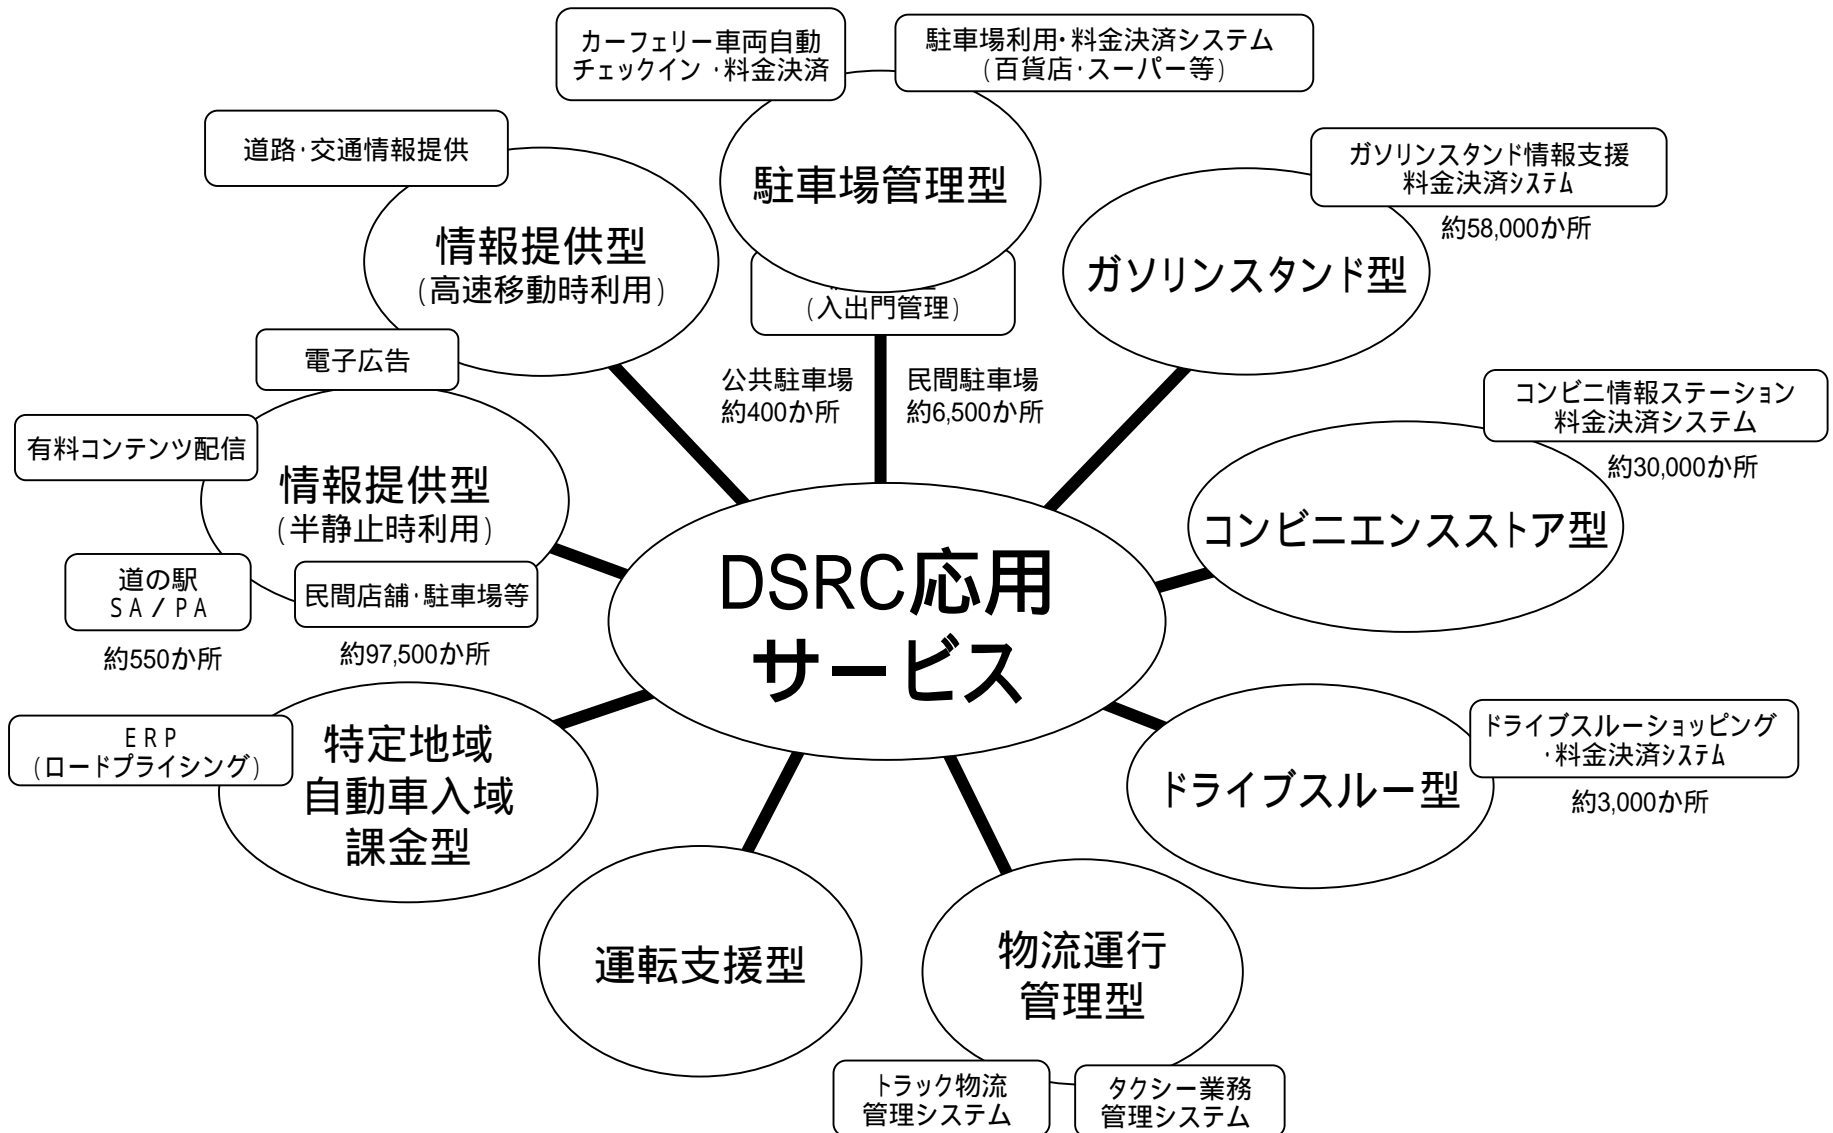 カーフェリー車両自動
チェックイン・料金決済
駐車場利用・料金決済システム
(百貨店・スーパー等)
道路・交通情報提供
駐車場管理型
ガソリンスタンド情報支援
料金決済システム
約58,000か所
情報提供型
(高速移動時利用)
ガソリンスタンド型
(入出門管理)
電子広告
公共駐車場
約400か所
民間駐車場
約6,500か所
コンビニ情報ステーション
料金決済システム
約30,000か所
有料コンテンツ配信
情報提供型
(半静止時利用)
コンビニエンスストア型
道の駅
SA/PA
約550か所
民間店舗・駐車場等
約97,500か所
DSRC応用
サービス
ERP
(ロードプライシング)
特定地域
自動車入域
課金型
ドライブスルーショッピング
・料金決済システム
約3,000か所
ドライブスルー型
運転支援型
物流運行
管理型
トラック物流
管理システム
タクシー業務
管理システム